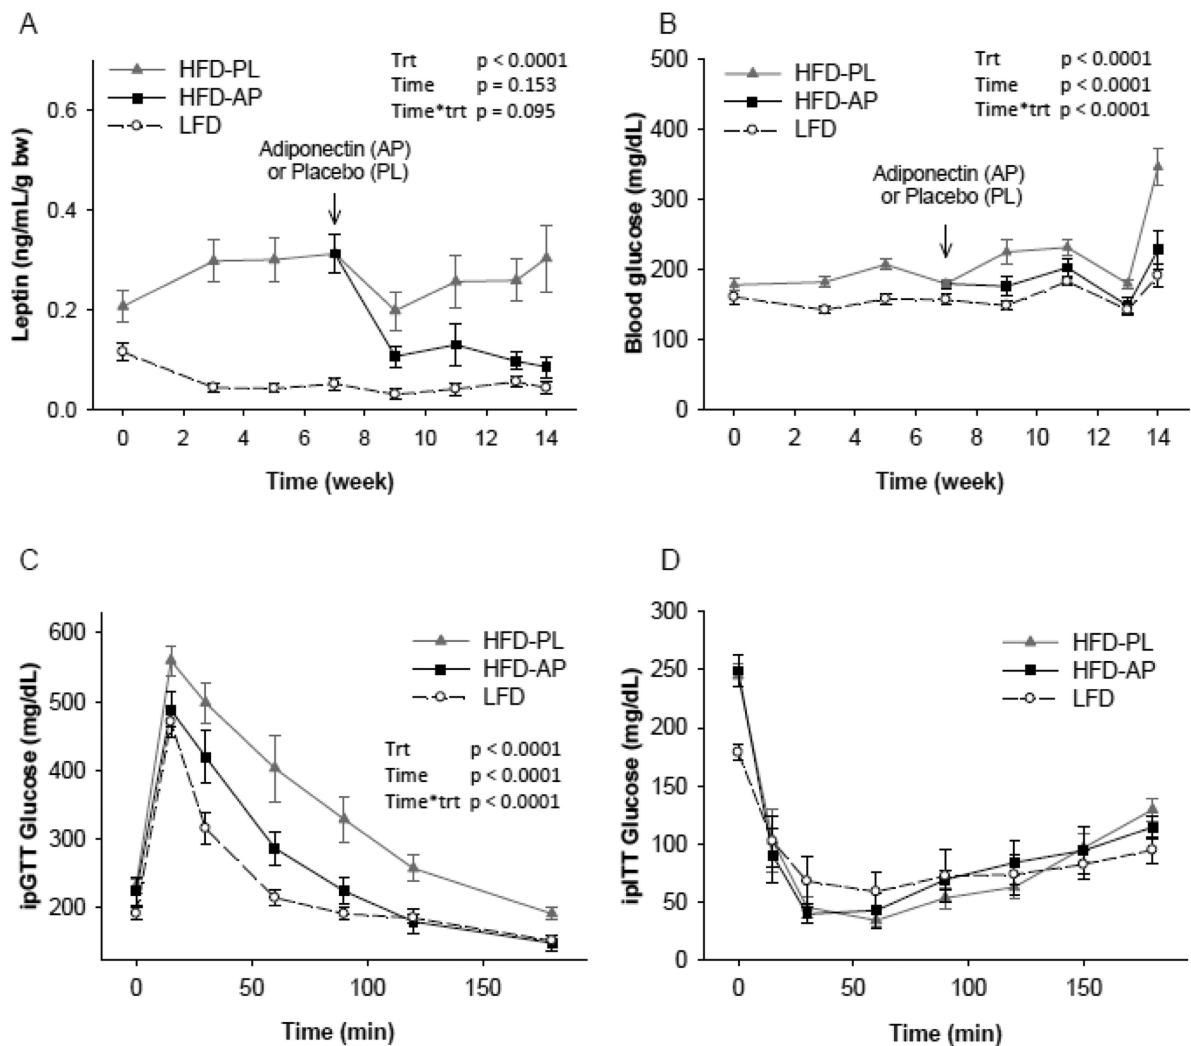 A
HFD-PL
HFD-AP
LFD
Trt p < 0.0001
Time p = 0.153
Time*trt p = 0.095
Adiponectin (AP)
or Placebo (PL)
Leptin (ng/mL/g bw)
0.6
0.4
0.2
0.0
0 2 4 6 8 10 12 14
Time (week)
B
HFD-PL
HFD-AP
LFD
Trt p < 0.0001
Time p < 0.0001
Time*trt p < 0.0001
Adiponectin (AP)
or Placebo (PL)
Blood glucose (mg/dL)
500
400
300
200
100
0
0 2 4 6 8 10 12 14
Time (week)
C
HFD-PL
HFD-AP
LFD
Trt p < 0.0001
Time p < 0.0001
Time*trt p < 0.0001
ipGTT Glucose (mg/dL)
600
500
400
300
200
0 50 100 150
Time (min)
D
HFD-PL
HFD-AP
LFD
ipITT Glucose (mg/dL)
300
250
200
150
100
50
0
0 50 100 150
Time (min)